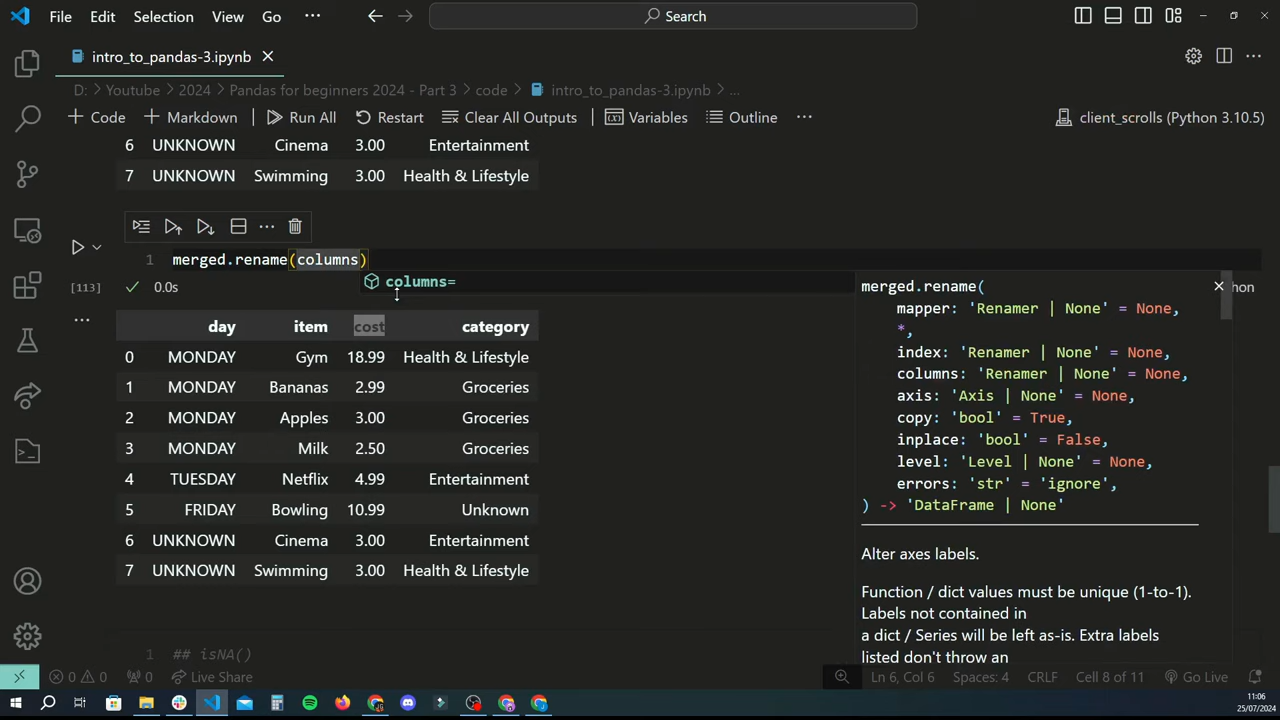 File Edit Selection View Go ··· Search
intro_to_pandas-3.ipynb
D: > Youtube > 2024 > Pandas for beginners 2024 - Part 3 > code > intro_to_pandas-3.ipynb > ...
+ Code + Markdown Run All Restart Clear All Outputs Variables Outline ··· client_scrolls (Python 3.10.5)
6 UNKNOWN Cinema 3.00 Entertainment
7 UNKNOWN Swimming 3.00 Health & Lifestyle
1 merged.rename(columns)
columns=
[113] 0.0s
hon
day item cost category
0 MONDAY Gym 18.99 Health & Lifestyle
1 MONDAY Bananas 2.99 Groceries
2 MONDAY Apples 3.00 Groceries
3 MONDAY Milk 2.50 Groceries
4 TUESDAY Netflix 4.99 Entertainment
5 FRIDAY Bowling 10.99 Unknown
6 UNKNOWN Cinema 3.00 Entertainment
7 UNKNOWN Swimming 3.00 Health & Lifestyle
merged.rename(
mapper: 'Renamer | None' = None,
*,
index: 'Renamer | None' = None,
columns: 'Renamer | None' = None,
axis: 'Axis | None' = None,
copy: 'bool' = True,
inplace: 'bool' = False,
level: 'Level | None' = None,
errors: 'str' = 'ignore',
) -> 'DataFrame | None'
Alter axes labels.
Function / dict values must be unique (1-to-1).
Labels not contained in
a dict / Series will be left as-is. Extra labels
listed don't throw an
1 ## isNA()
0 0 0 Live Share Ln 6, Col 6 Spaces: 4 CRLF Cell 8 of 11 Go Live
11:06
25/07/2024